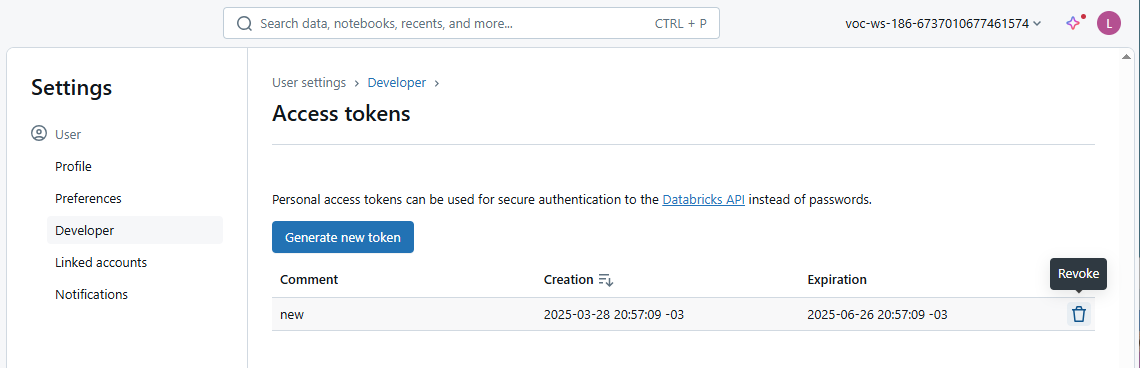 Search data, notebooks, recents, and more... CTRL + P voc-ws-186-6737010677461574 L
Settings
User
Profile
Preferences
Developer
Linked accounts
Notifications
User settings > Developer >
Access tokens
Personal access tokens can be used for secure authentication to the Databricks API instead of passwords.
Generate new token
Revoke
Comment Creation Expiration
new 2025-03-28 20:57:09 -03 2025-06-26 20:57:09 -03